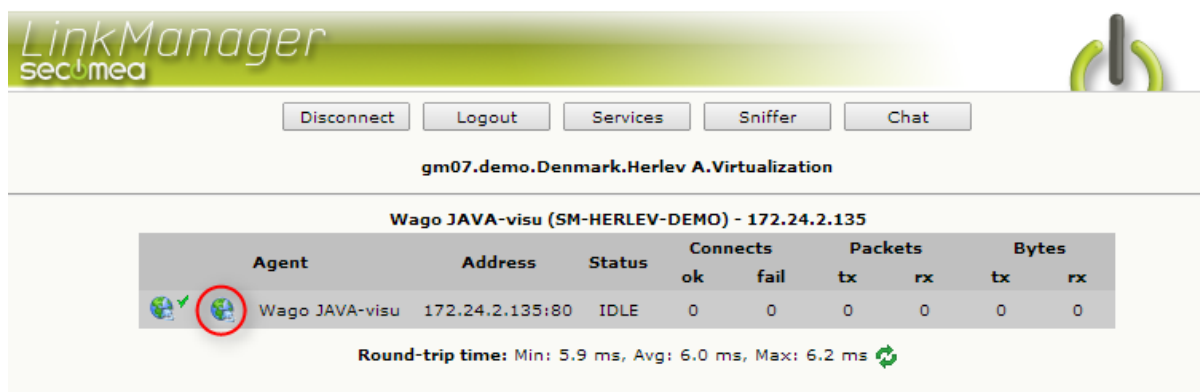 LinkManager
secomea
Disconnect Logout Services Sniffer Chat
gm07.demo.Denmark.Herlev A.Virtualization
Wago JAVA-visu (SM-HERLEV-DEMO) - 172.24.2.135
Agent Address Status Connects Packets Bytes
ok fail tx rx tx rx
Wago JAVA-visu 172.24.2.135:80 IDLE 0 0 0 0 0 0
Round-trip time: Min: 5.9 ms, Avg: 6.0 ms, Max: 6.2 ms